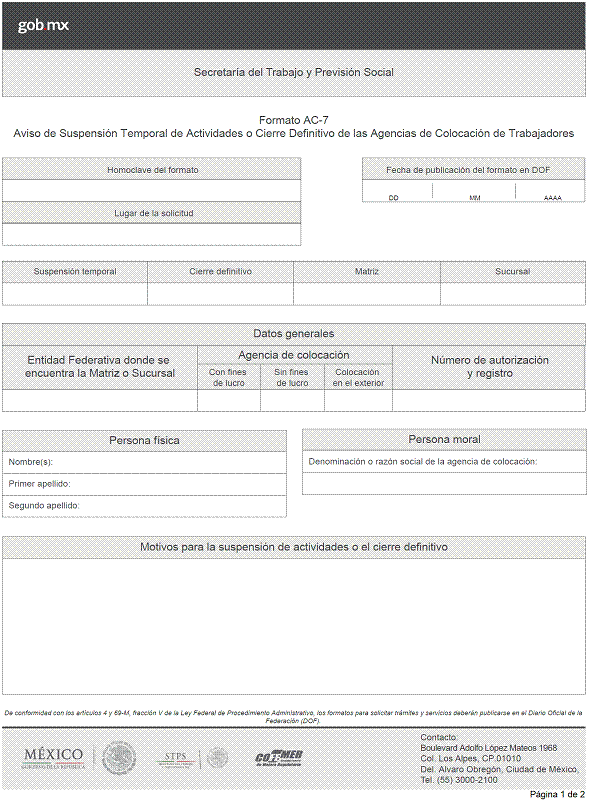 gob.mx
Secretaría del Trabajo y Previsión Social
Formato AC-7
Aviso de Suspensión Temporal de Actividades o Cierre Definitivo de las Agencias de Colocación de Trabajadores
Homoclave del formato
Fecha de publicación del formato en DOF
DD MM AAAA
Lugar de la solicitud
Suspensión temporal Cierre definitivo Matriz Sucursal
Datos generales
Entidad Federativa donde se
encuentra la Matriz o Sucursal
Agencia de colocación
Con fines
de lucro
Sin fines
de lucro
Colocación
en el exterior
Número de autorización
y registro
Persona física
Nombre(s):
Primer apellido:
Segundo apellido:
Persona moral
Denominación o razón social de la agencia de colocación:
Motivos para la suspensión de actividades o el cierre definitivo
De conformidad con los artículos 4 y 69-M, fracción V de la Ley Federal de Procedimiento Administrativo, los formatos para solicitar trámites y servicios deberán publicarse en el Diario Oficial de la
Federación (DOF).
MÉXICO
GOBIERNO DE LA REPÚBLICA
STPS
COFEMER
Contacto:
Boulevard Adolfo López Mateos 1968
Col. Los Alpes, CP.01010
Del. Alvaro Obregón, Ciudad de México,
Tel: (55) 3000-2100
Página 1 de 2